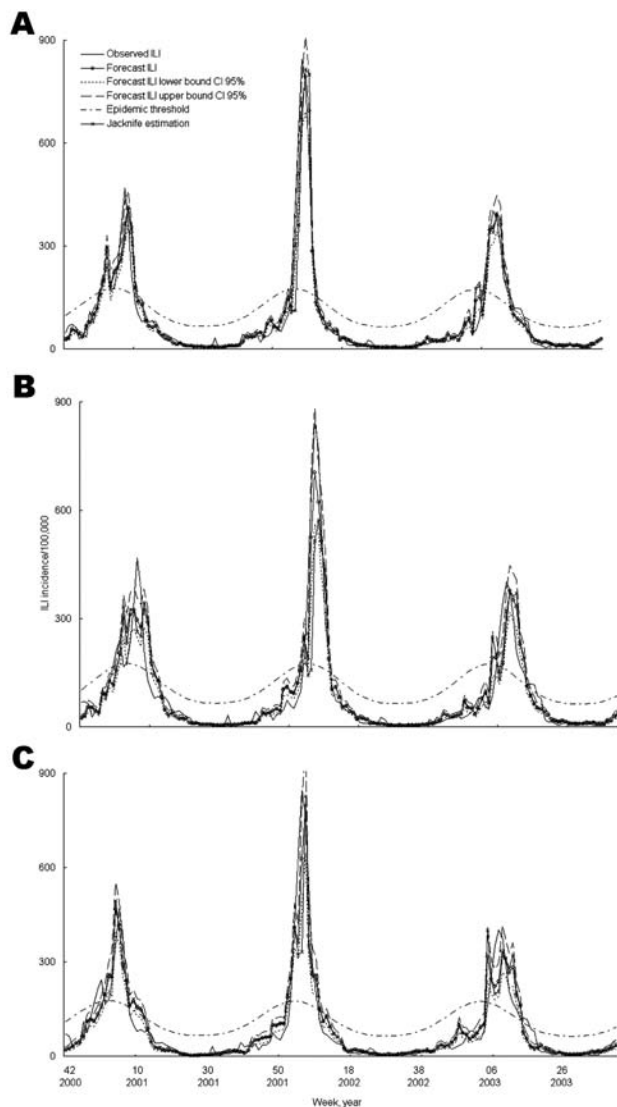 A
900
600
300
0
Observed ILI
Forecast ILI
Forecast ILI lower bound CI 95%
Forecast ILI upper bound CI 95%
Epidemic threshold
Jacknife estimation
B
900
600
300
0
ILI incidence/100,000
C
900
600
300
0
42 10 30 50 18 38 06 26
2000 2001 2001 2001 2002 2002 2003 2003
Week, year